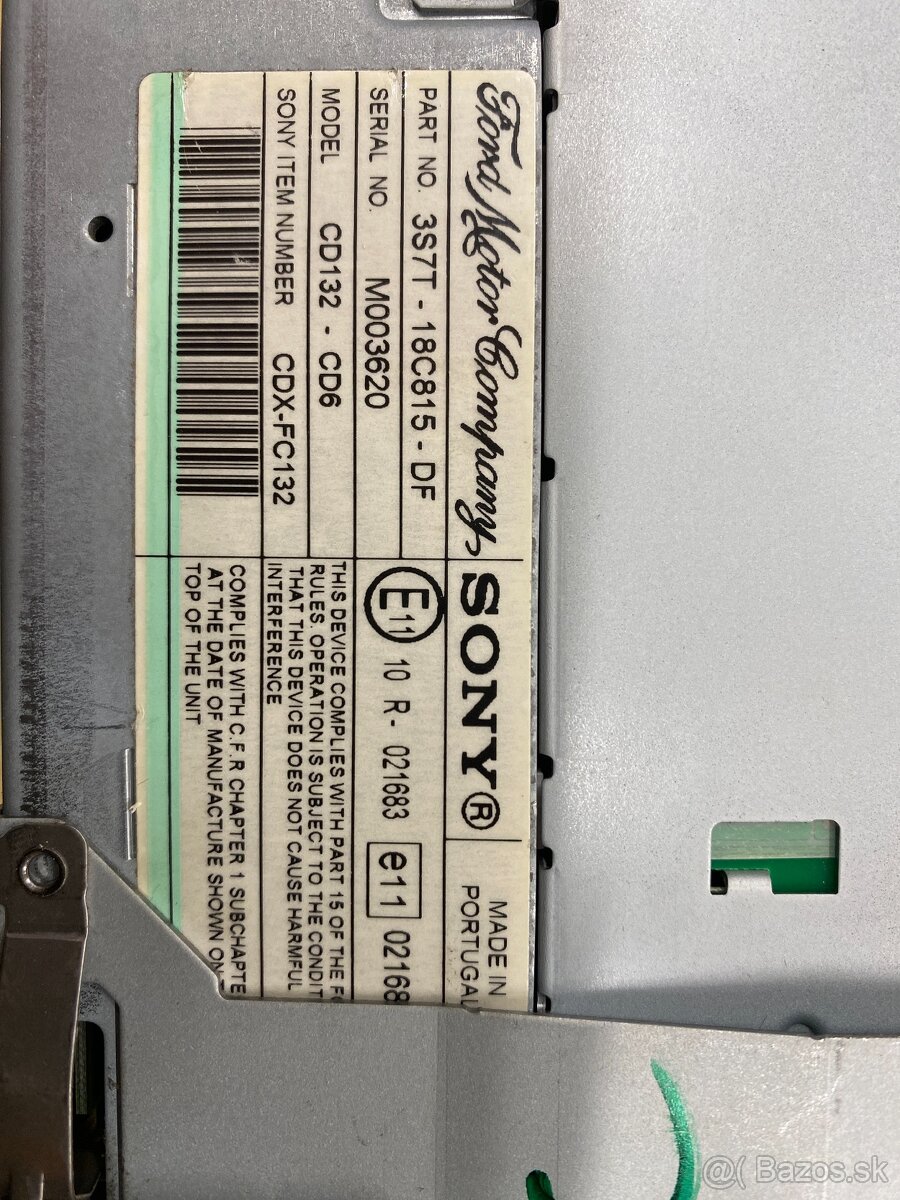 Ford Motor Company
SONY®
MADE IN
PORTUGAL
PART NO. 3S7T - 18C815 - DF
SERIAL NO. M003620
MODEL CD132 - CD6
SONY ITEM NUMBER CDX-FC132
E11 10 R - 021683 e11 02168
THIS DEVICE COMPLIES WITH PART 15 OF THE
RULES. OPERATION IS SUBJECT TO THE CONDIT
THAT THIS DEVICE DOES NOT CAUSE HARMFUL
INTERFERENCE
COMPLIES WITH C.F.R CHAPTER 1 SUBCHAPTE
AT THE DATE OF MANUFACTURE SHOWN ON
TOP OF THE UNIT
@( Bazos.sk